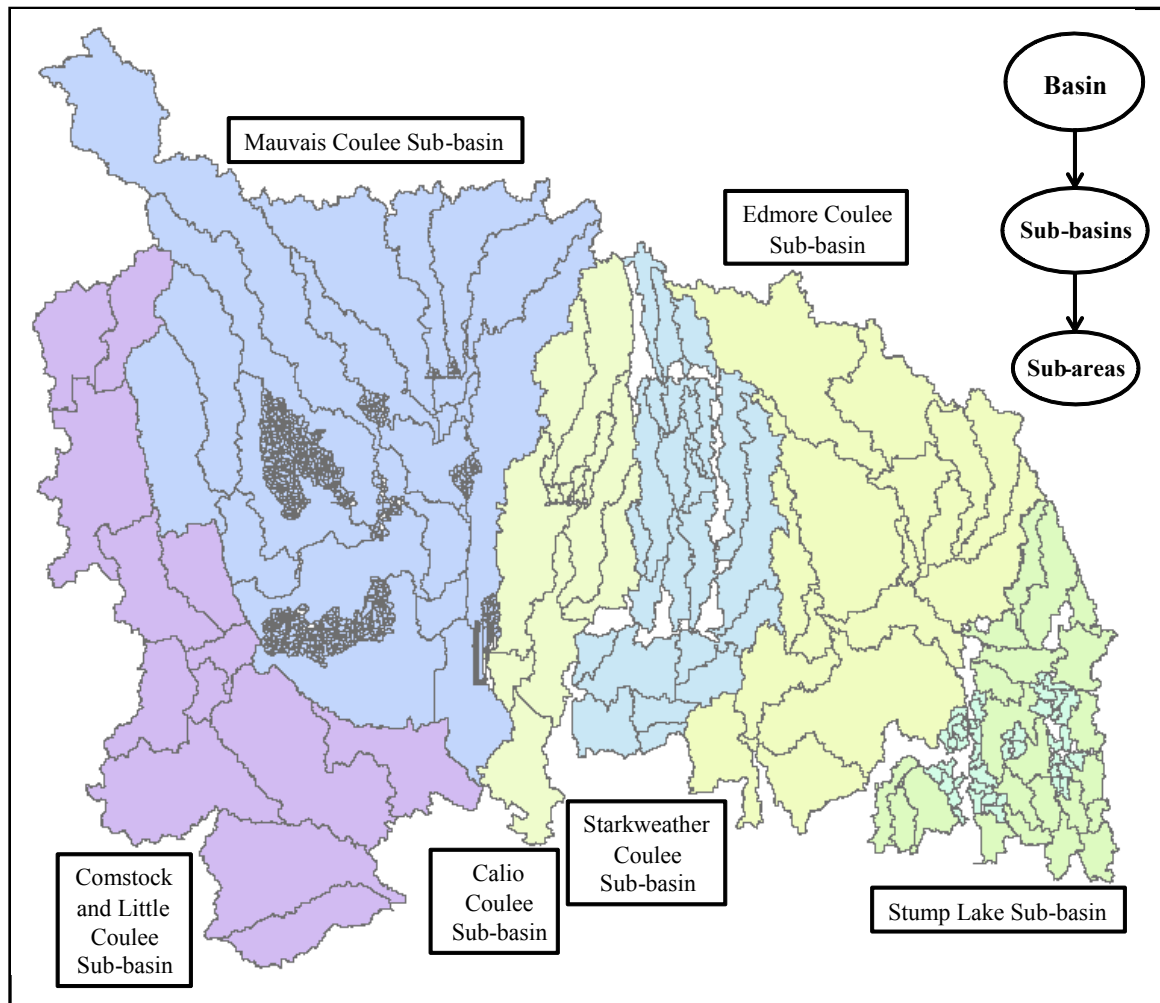 Basin
Mauvais Coulee Sub-basin
Edmore Coulee
Sub-basin
Sub-basins
Sub-areas
Starkweather
Coulee
Sub-basin
Comstock
and Little
Coulee
Sub-basin
Calio
Coulee
Sub-basin
Stump Lake Sub-basin